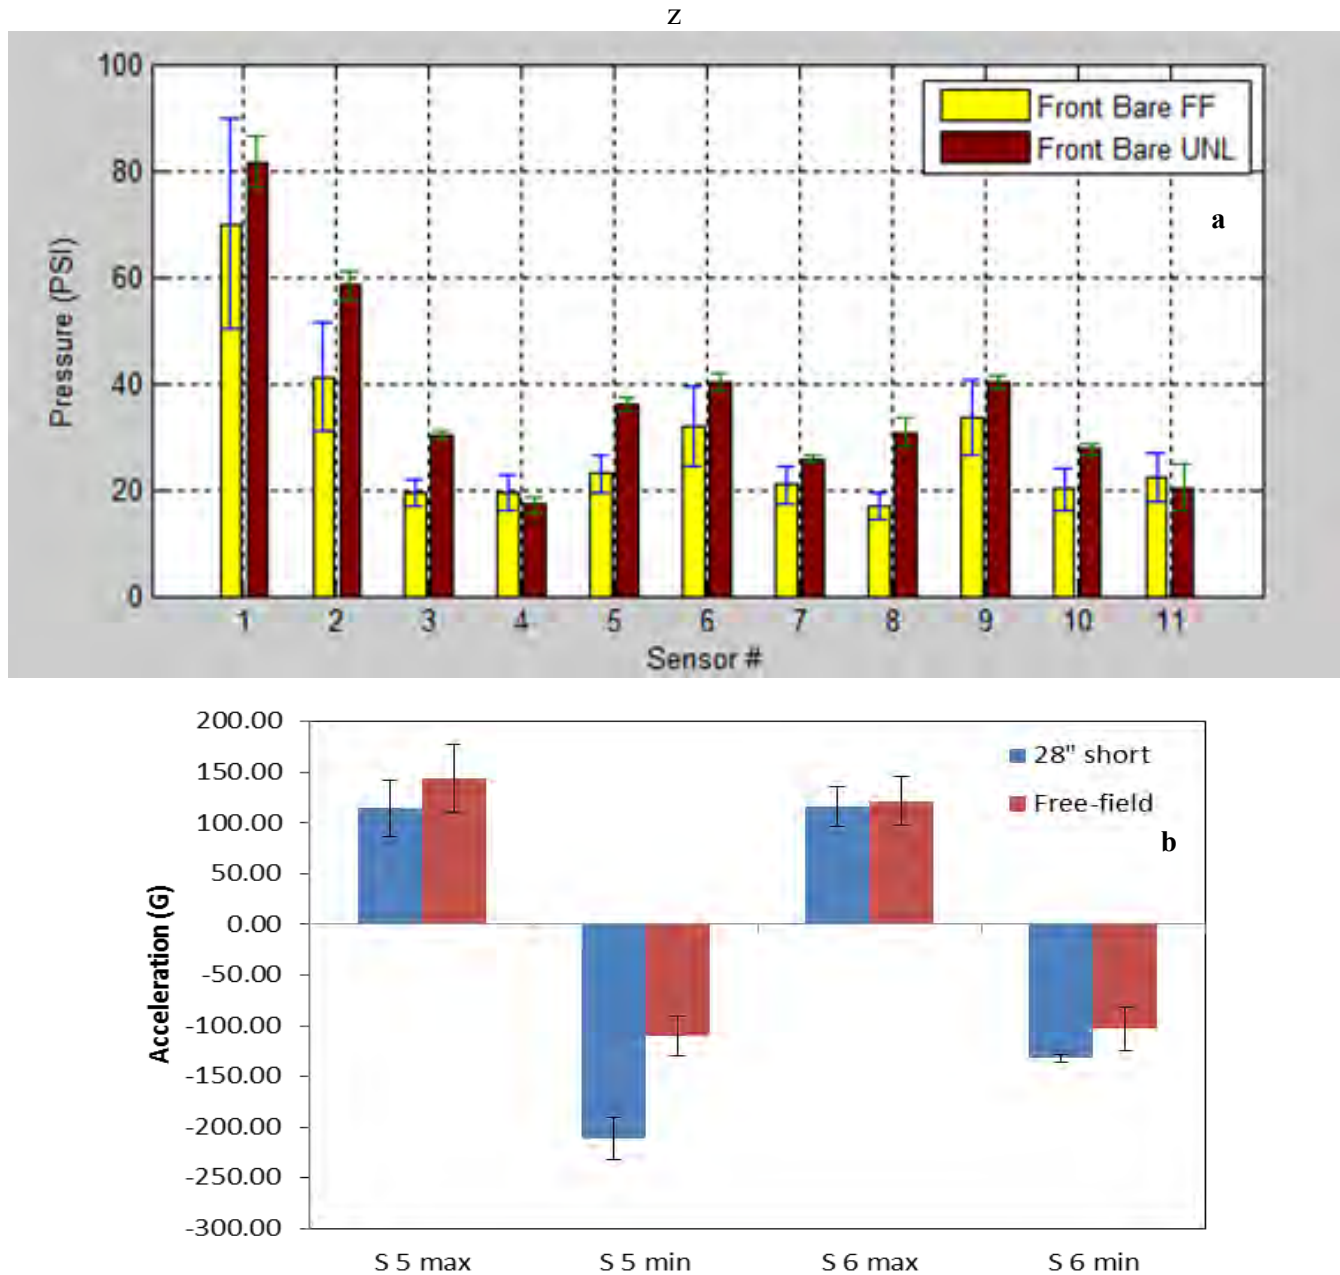 Z
100
80
60
40
20
0
Pressure (PSI)
Front Bare FF
Front Bare UNL
a
1 2 3 4 5 6 7 8 9 10 11
Sensor #
200.00
150.00
100.00
50.00
0.00
-50.00
-100.00
-150.00
-200.00
-250.00
-300.00
Acceleration (G)
28" short
Free-field
b
S 5 max S 5 min S 6 max S 6 min